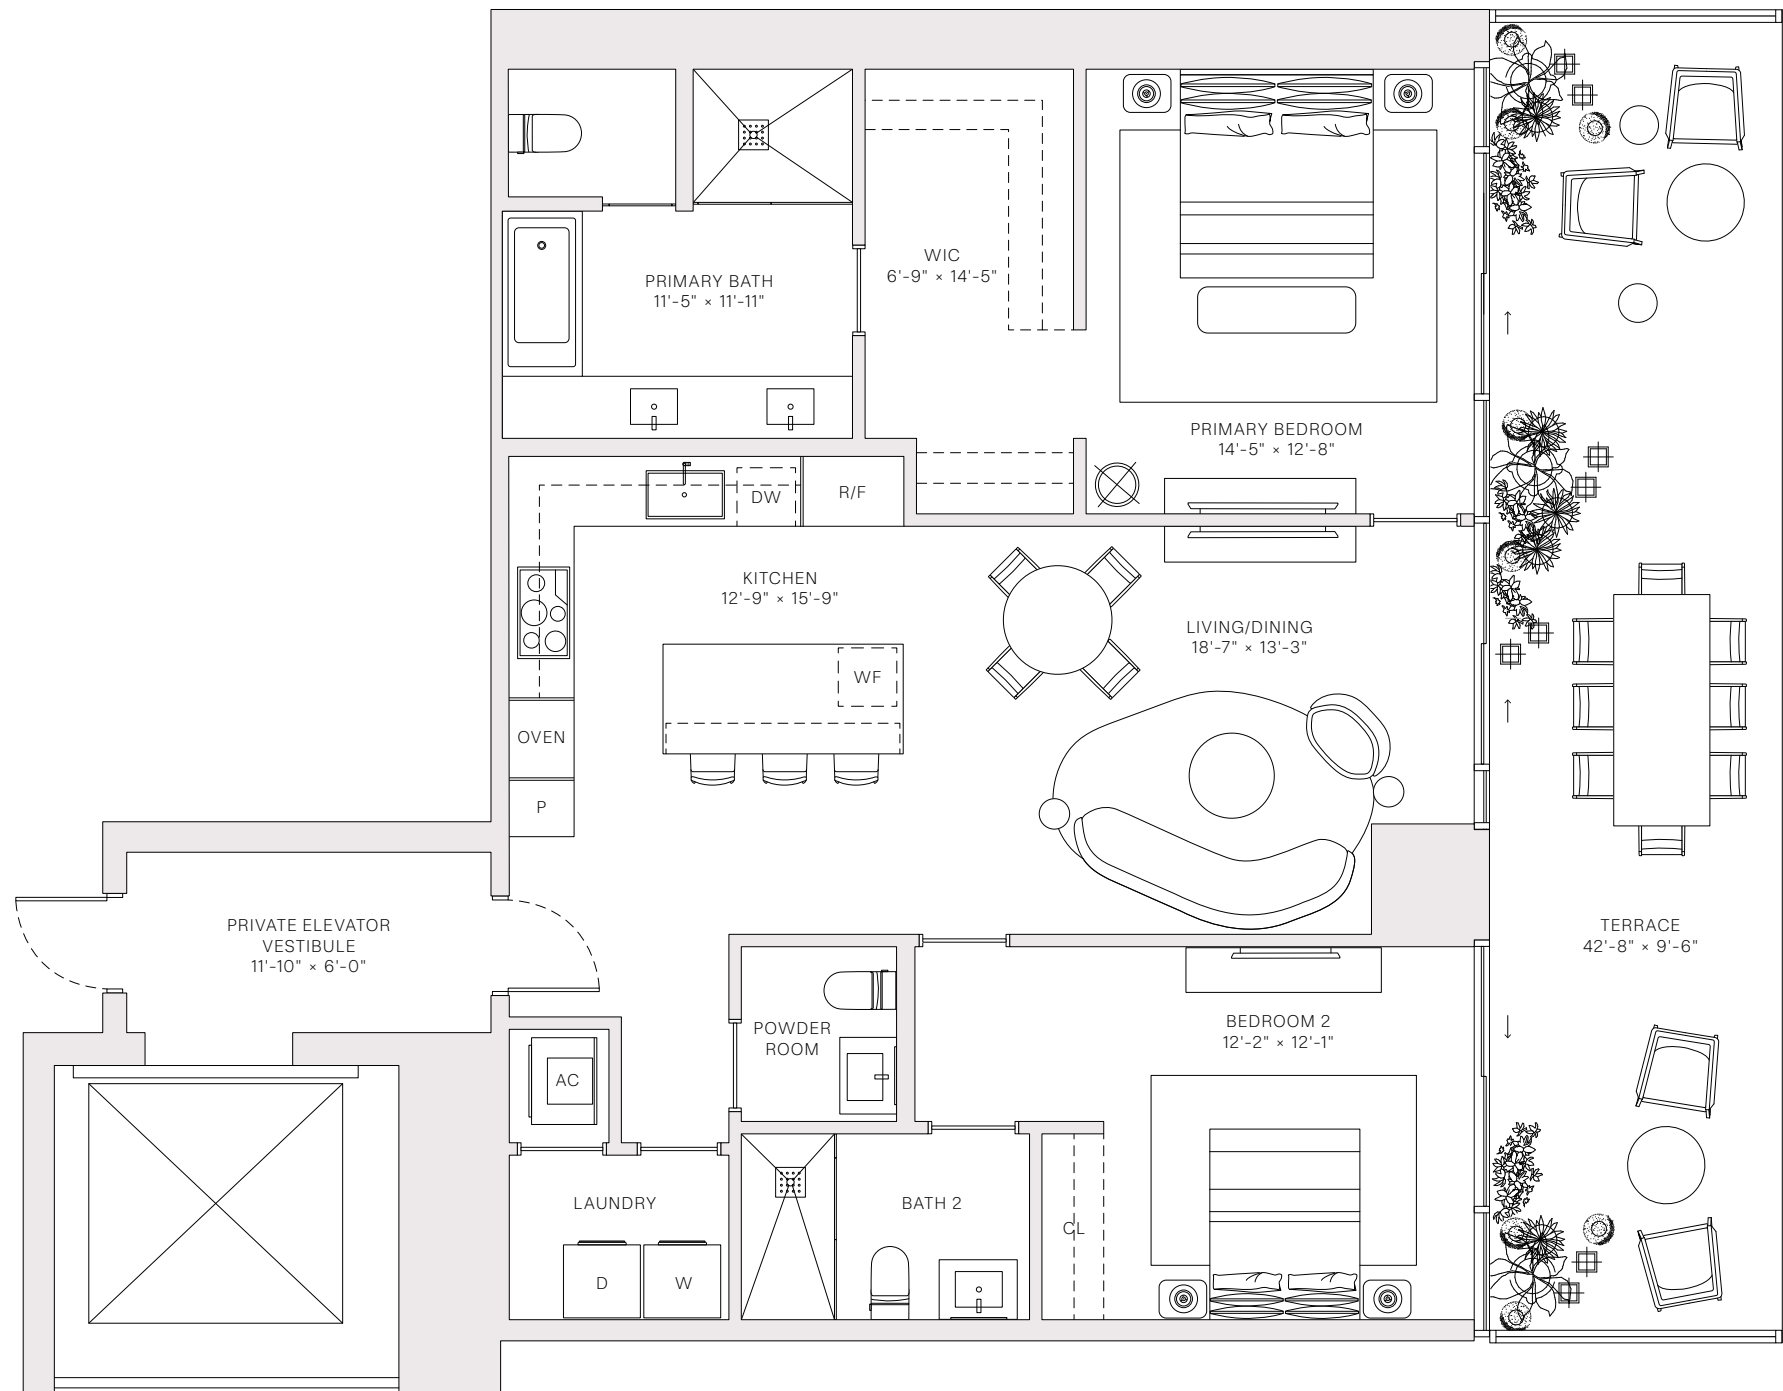 WIC
6'-9" × 14'-5"
PRIMARY BATH
11'-5" × 11'-11"
PRIMARY BEDROOM
14'-5" × 12'-8"
DW
R/F
KITCHEN
12'-9" × 15'-9"
LIVING/DINING
18'-7" × 13'-3"
WF
OVEN
P
PRIVATE ELEVATOR
VESTIBULE
11'-10" × 6'-0"
TERRACE
42'-8" × 9'-6"
POWDER
ROOM
BEDROOM 2
12'-2" × 12'-1"
AC
LAUNDRY
BATH 2
CL
D
W